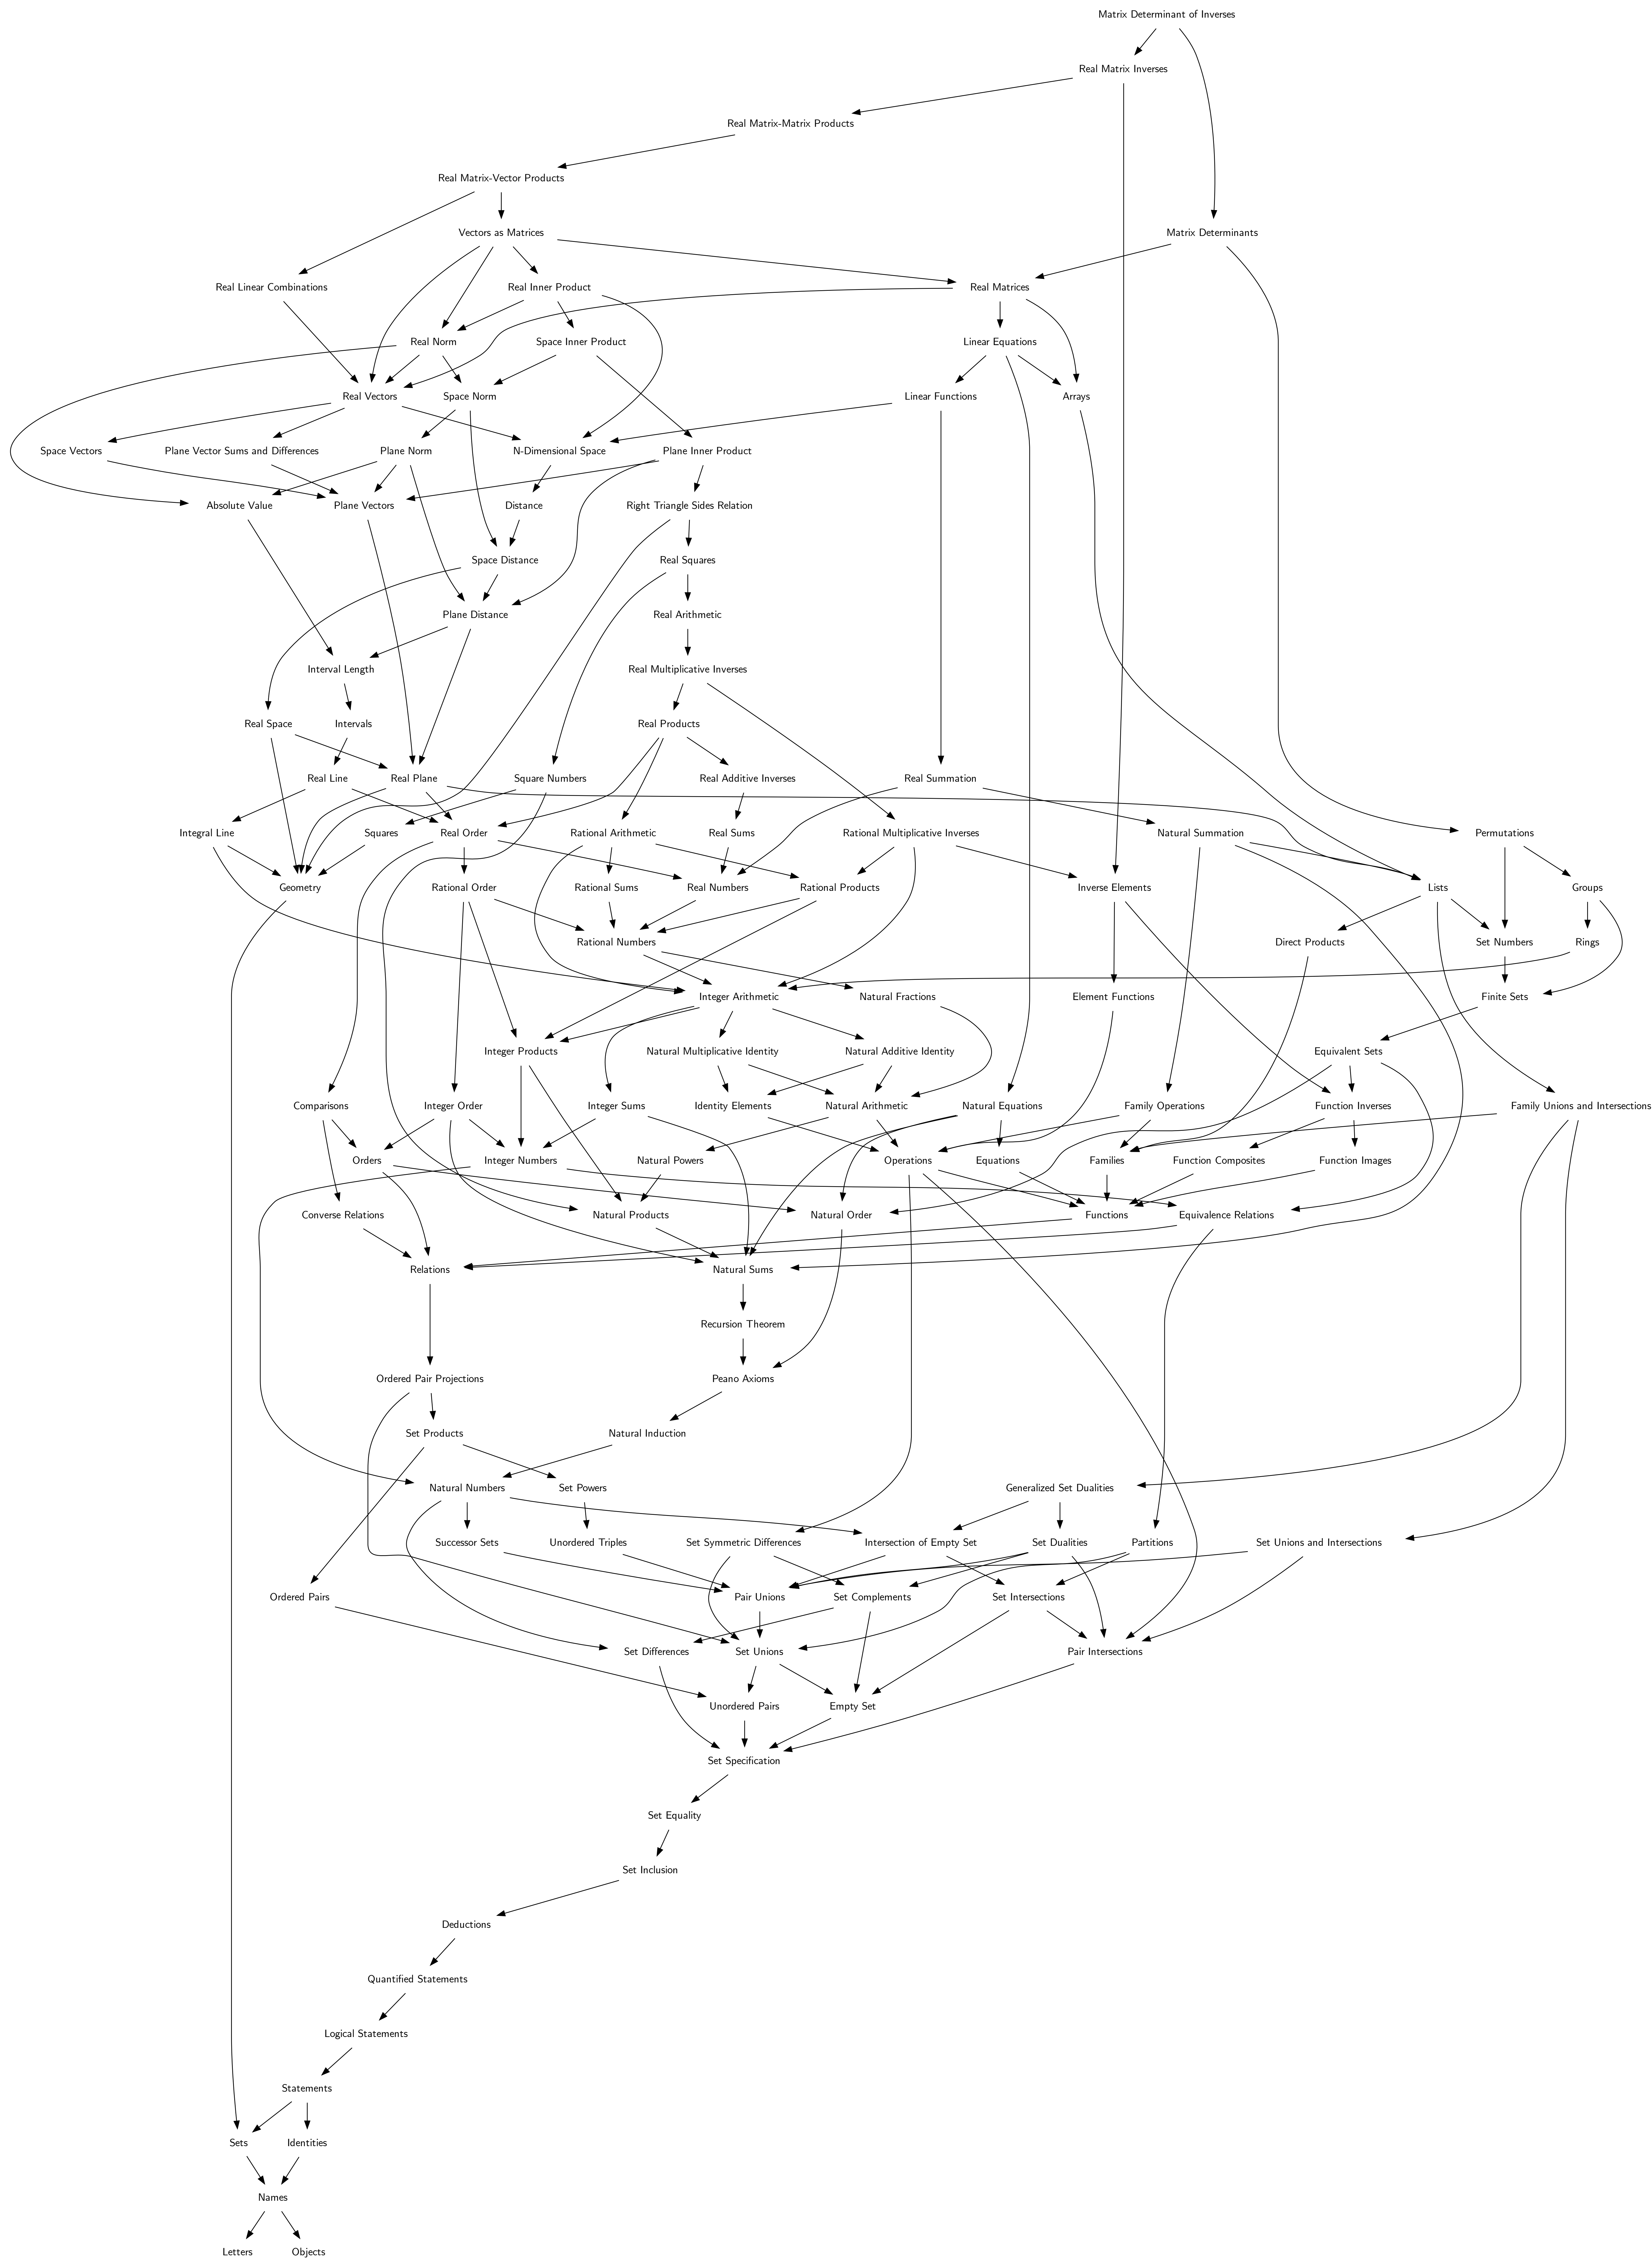 Matrix Determinant of Inverses
Real Matrix Inverses
Real Matrix-Matrix Products
Real Matrix-Vector Products
Vectors as Matrices
Matrix Determinants
Real Linear Combinations
Real Inner Product
Real Matrices
Real Norm
Space Inner Product
Linear Equations
Real Vectors
Space Norm
Linear Functions
Arrays
Space Vectors
Plane Vector Sums and Differences
Plane Norm
N-Dimensional Space
Plane Inner Product
Absolute Value
Plane Vectors
Distance
Right Triangle Sides Relation
Space Distance
Real Squares
Plane Distance
Real Arithmetic
Interval Length
Real Multiplicative Inverses
Real Space
Intervals
Real Products
Real Line
Real Plane
Square Numbers
Real Additive Inverses
Real Summation
Integral Line
Squares
Real Order
Rational Arithmetic
Real Sums
Rational Multiplicative Inverses
Natural Summation
Permutations
Geometry
Rational Order
Rational Sums
Real Numbers
Rational Products
Inverse Elements
Lists
Groups
Rational Numbers
Direct Products
Set Numbers
Rings
Integer Arithmetic
Natural Fractions
Element Functions
Finite Sets
Integer Products
Natural Multiplicative Identity
Natural Additive Identity
Equivalent Sets
Comparisons
Integer Order
Integer Sums
Identity Elements
Natural Arithmetic
Natural Equations
Family Operations
Function Inverses
Family Unions and Intersections
Orders
Integer Numbers
Natural Powers
Operations
Equations
Families
Function Composites
Function Images
Converse Relations
Natural Products
Natural Order
Functions
Equivalence Relations
Relations
Natural Sums
Recursion Theorem
Ordered Pair Projections
Peano Axioms
Set Products
Natural Induction
Natural Numbers
Set Powers
Generalized Set Dualities
Successor Sets
Unordered Triples
Set Symmetric Differences
Intersection of Empty Set
Set Dualities
Partitions
Set Unions and Intersections
Ordered Pairs
Pair Unions
Set Complements
Set Intersections
Set Differences
Set Unions
Pair Intersections
Unordered Pairs
Empty Set
Set Specification
Set Equality
Set Inclusion
Deductions
Quantified Statements
Logical Statements
Statements
Sets
Identities
Names
Letters
Objects